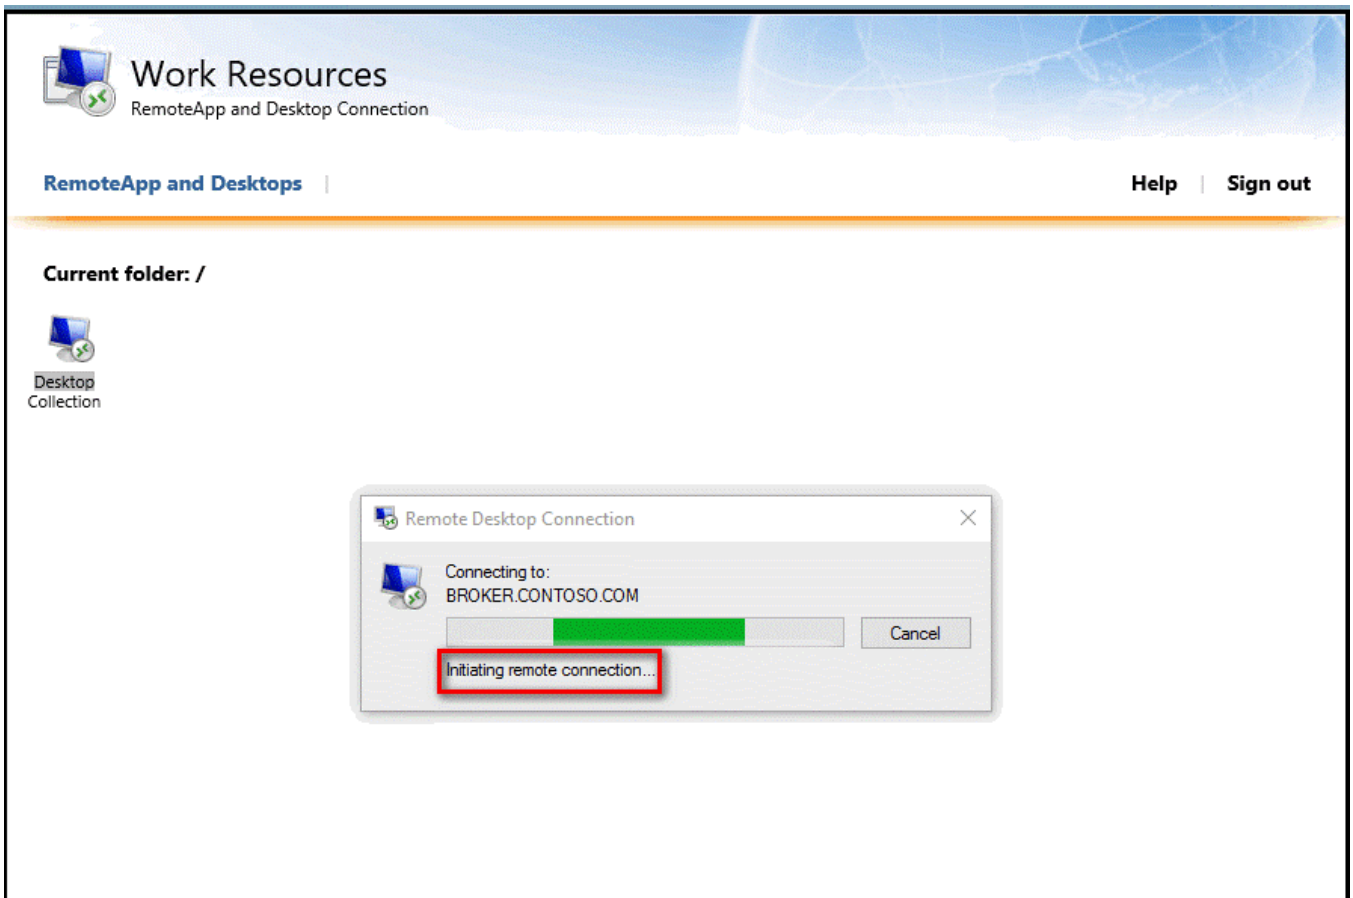 Work Resources
RemoteApp and Desktop Connection
RemoteApp and Desktops
Help
Sign out
Current folder: /
Desktop
Collection
Remote Desktop Connection
Connecting to:
BROKER.CONTOSO.COM
Cancel
Initiating remote connection...